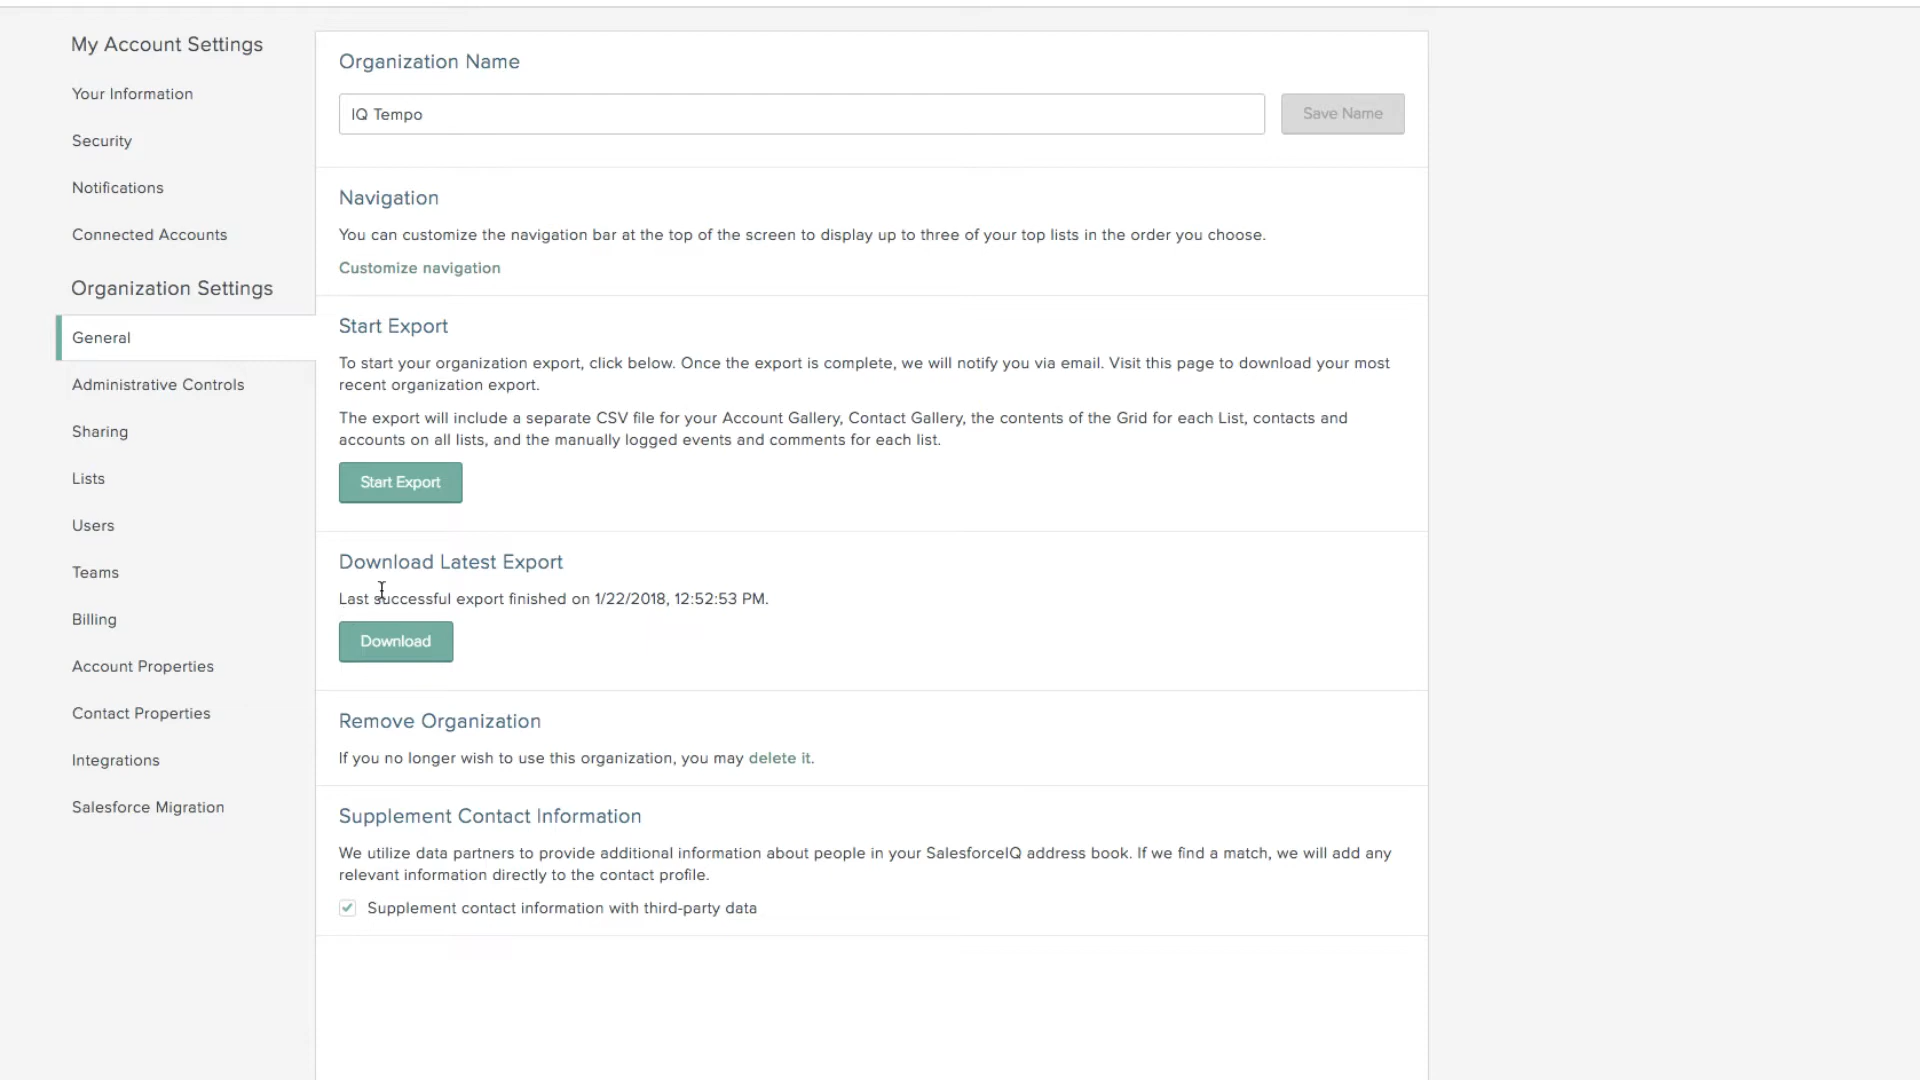 My Account Settings
Your Information
Security
Notifications
Connected Accounts
Organization Settings
General
Administrative Controls
Sharing
Lists
Users
Teams
Billing
Account Properties
Contact Properties
Integrations
Salesforce Migration
Organization Name
IQ Tempo
Save Name
Navigation
You can customize the navigation bar at the top of the screen to display up to three of your top lists in the order you choose.
Customize navigation
Start Export
To start your organization export, click below. Once the export is complete, we will notify you via email. Visit this page to download your most
recent organization export.
The export will include a separate CSV file for your Account Gallery, Contact Gallery, the contents of the Grid for each List, contacts and
accounts on all lists, and the manually logged events and comments for each list.
Start Export
Download Latest Export
Last successful export finished on 1/22/2018, 12:52:53 PM.
Download
Remove Organization
If you no longer wish to use this organization, you may delete it.
Supplement Contact Information
We utilize data partners to provide additional information about people in your SalesforceIQ address book. If we find a match, we will add any
relevant information directly to the contact profile.
Supplement contact information with third-party data